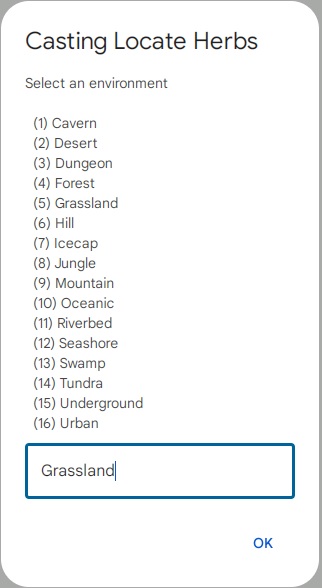 Casting Locate Herbs
Select an environment
(1) Cavern
(2) Desert
(3) Dungeon
(4) Forest
(5) Grassland
(6) Hill
(7) Icecap
(8) Jungle
(9) Mountain
(10) Oceanic
(11) Riverbed
(12) Seashore
(13) Swamp
(14) Tundra
(15) Underground
(16) Urban
Grassland
OK